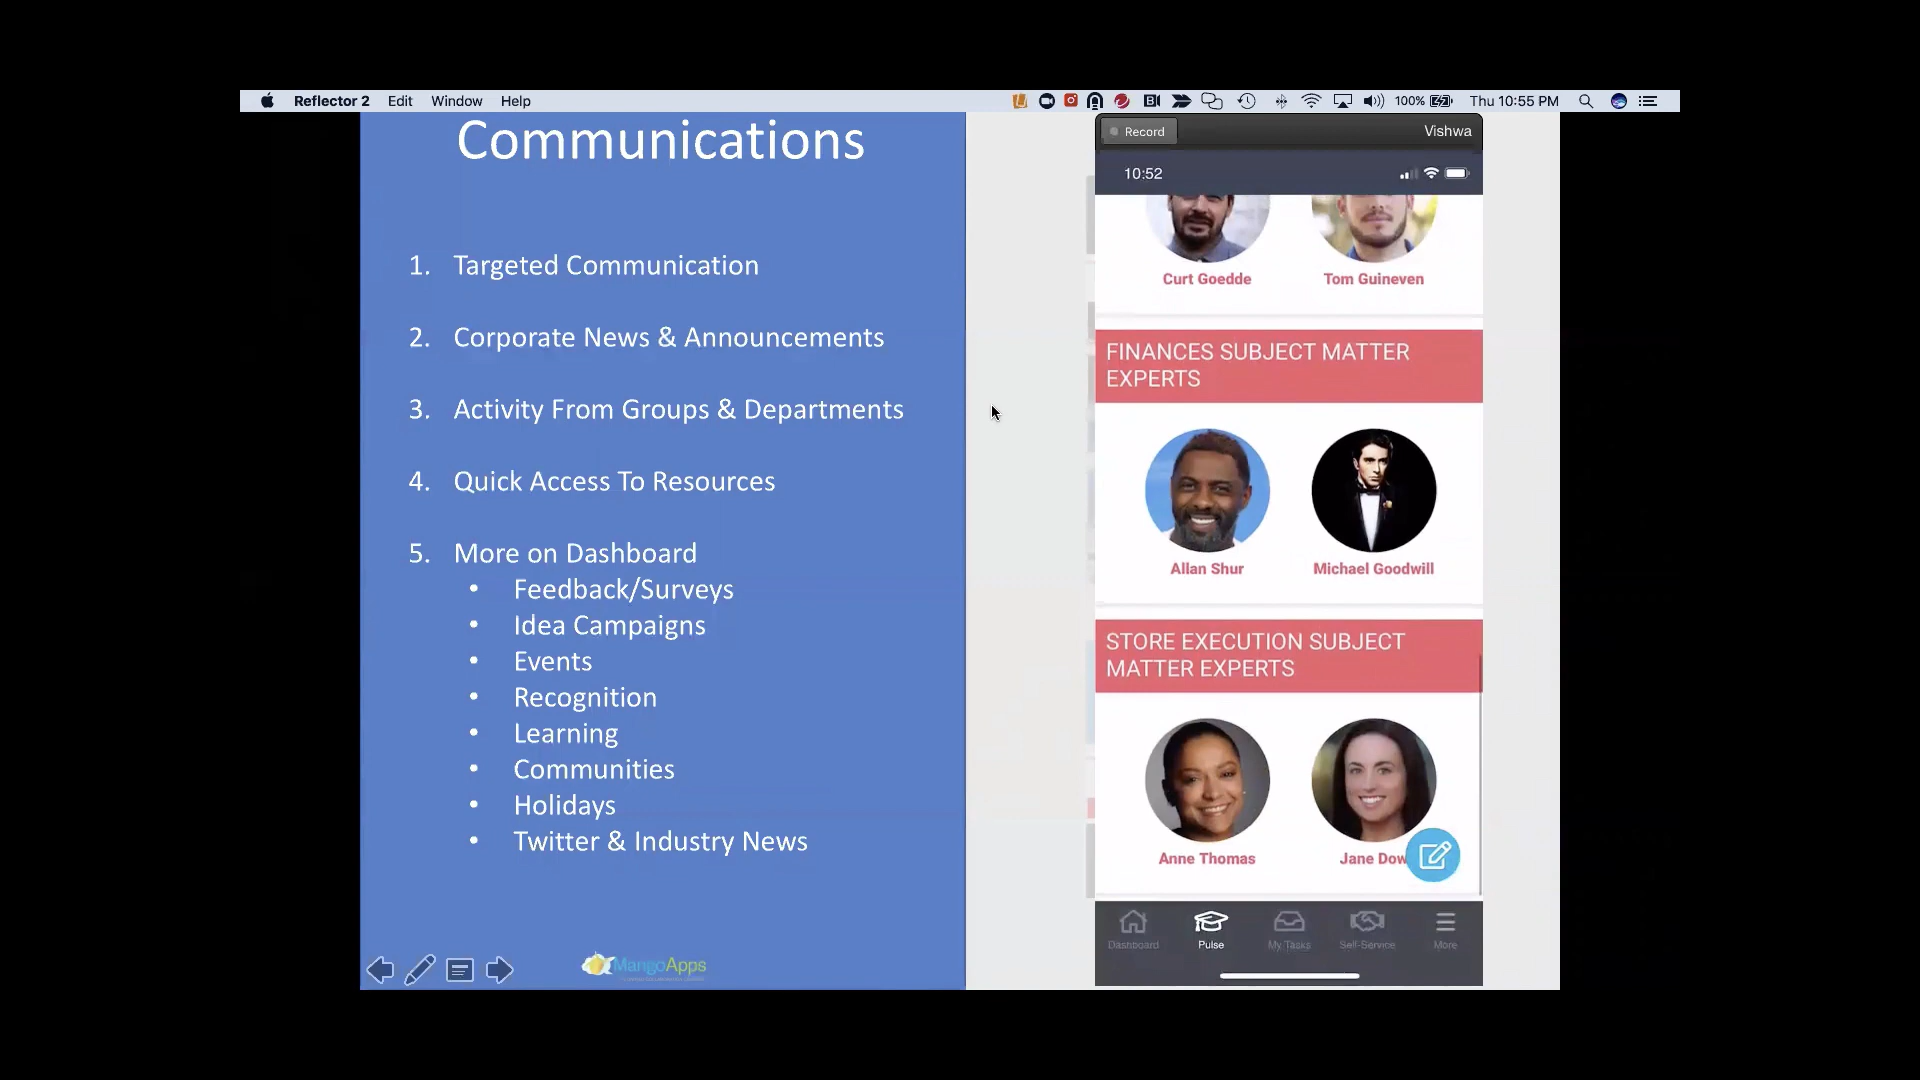 Reflector 2 Edit Window Help 100% Thu 10:55 PM
Communications
1. Targeted Communication
2. Corporate News & Announcements
3. Activity From Groups & Departments
4. Quick Access To Resources
5. More on Dashboard
• Feedback/Surveys
• Idea Campaigns
• Events
• Recognition
• Learning
• Communities
• Holidays
• Twitter & Industry News
MangoApps
Record Vishwa
10:52
Curt Goedde Tom Guineven
FINANCES SUBJECT MATTER
EXPERTS
Allan Shur Michael Goodwill
STORE EXECUTION SUBJECT
MATTER EXPERTS
Anne Thomas Jane Dow
Dashboard Pulse My Tasks Self-Service More